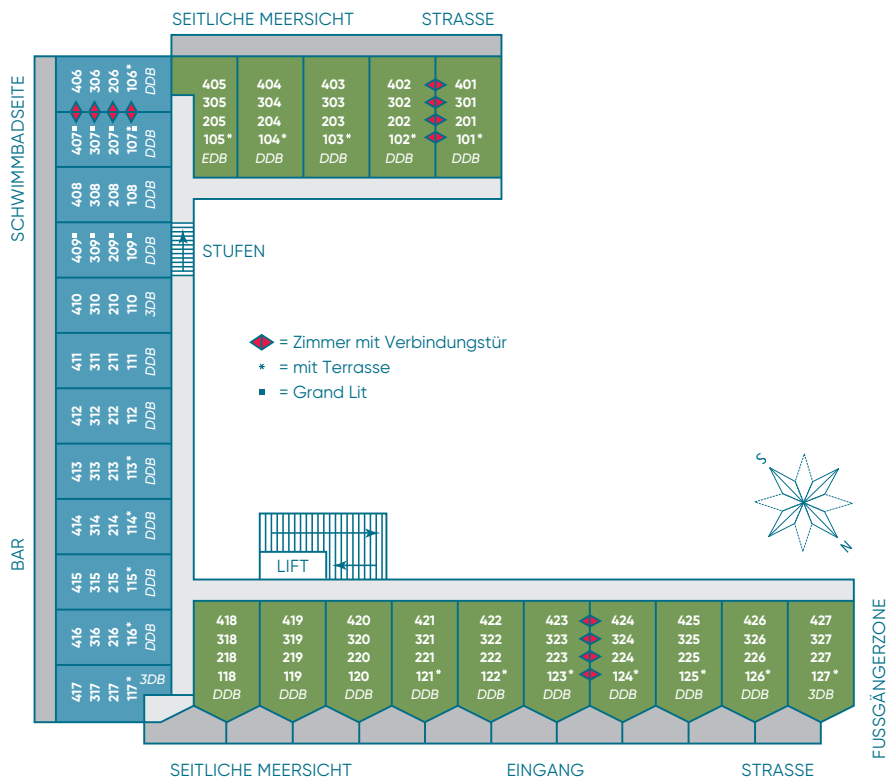 SEITLICHE MEERSICHT
STRASSE
SCHWIMMBADSEITE
BAR
406
306
206
106*
DDB
407▪
307▪
207▪
107*▪
DDB
408
308
208
108
DDB
409▪
309▪
209▪
109▪
DDB
410
310
210
110
3DB
411
311
211
111
DDB
412
312
212
112
DDB
413
313
213
113*
DDB
414
314
214
114*
DDB
415
315
215
115*
DDB
416
316
216
116*
DDB
417
317
217
117*
3DB
405
305
205
105*
EDB
404
304
204
104*
DDB
403
303
203
103*
DDB
402
302
202
102*
DDB
401
301
201
101*
DDB
STUFEN
= Zimmer mit Verbindungstür
* = mit Terrasse
▪ = Grand Lit
S
N
LIFT
418
318
218
118
DDB
419
319
219
119
DDB
420
320
220
120
DDB
421
321
221
121*
DDB
422
322
222
122*
DDB
423
323
223
123*
DDB
424
324
224
124*
DDB
425
325
225
125*
DDB
426
326
226
126*
DDB
427
327
227
127*
3DB
FUSSGÄNGERZONE
SEITLICHE MEERSICHT
EINGANG
STRASSE